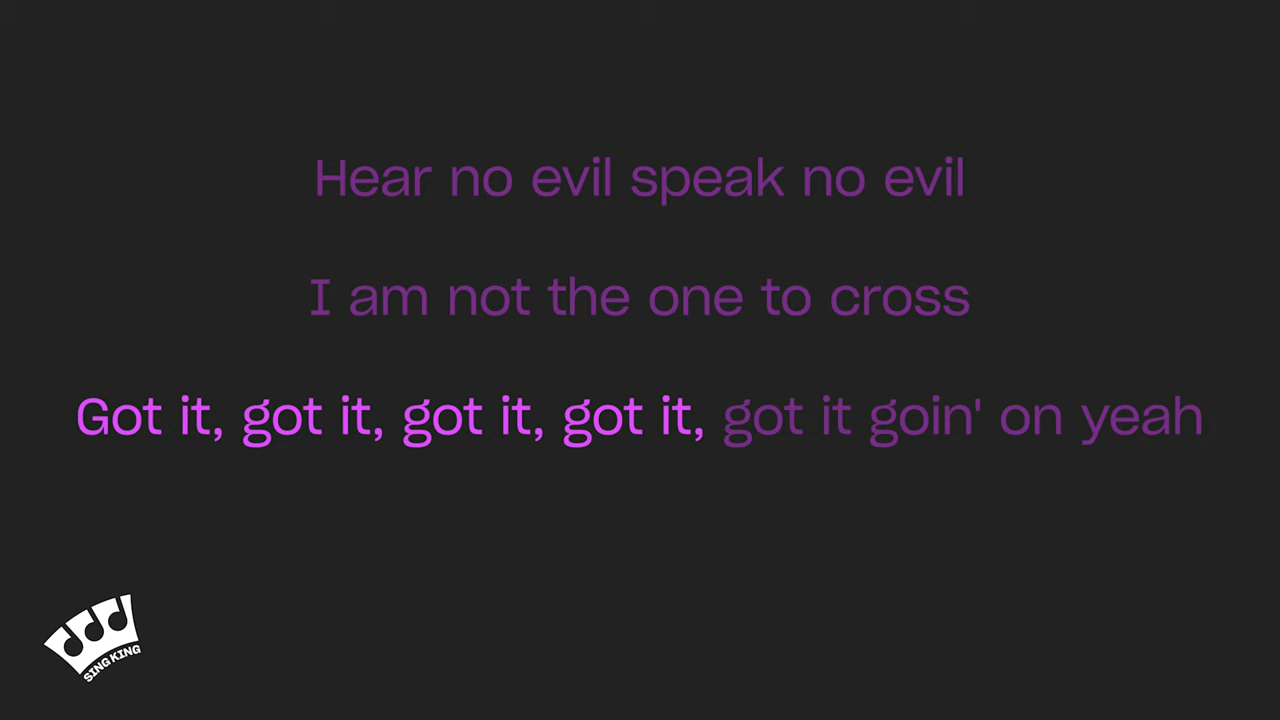 Hear no evil speak no evil
I am not the one to cross
Got it, got it, got it, got it, got it goin' on yeah
SING KING